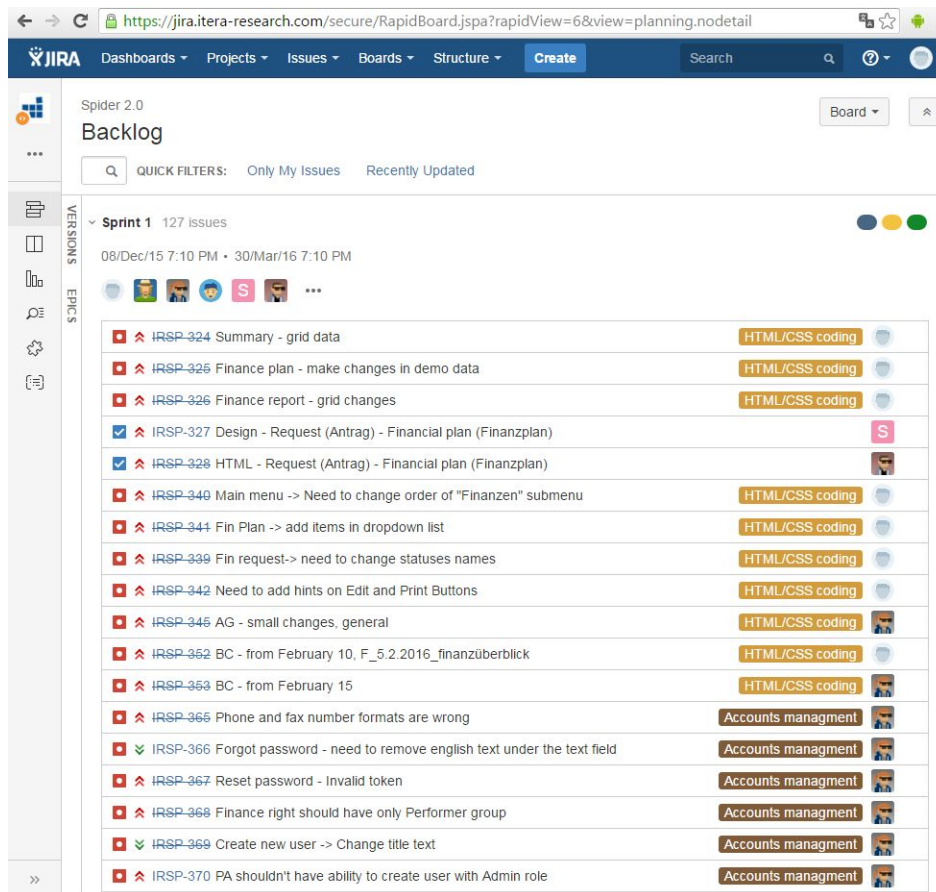 https://jira.itera-research.com/secure/RapidBoard.jspa?rapidView=6&view=planning.nodetail
JIRA Dashboards Projects Issues Boards Structure Create Search
Spider 2.0
Board
Backlog
QUICK FILTERS: Only My Issues Recently Updated
VERSIONS
EPICS
Sprint 1 127 issues
08/Dec/15 7:10 PM • 30/Mar/16 7:10 PM
S
IRSP-324 Summary - grid data HTML/CSS coding
IRSP-325 Finance plan - make changes in demo data HTML/CSS coding
IRSP-326 Finance report - grid changes HTML/CSS coding
IRSP-327 Design - Request (Antrag) - Financial plan (Finanzplan) S
IRSP-328 HTML - Request (Antrag) - Financial plan (Finanzplan)
IRSP-340 Main menu -> Need to change order of "Finanzen" submenu HTML/CSS coding
IRSP-341 Fin Plan -> add items in dropdown list HTML/CSS coding
IRSP-339 Fin request-> need to change statuses names HTML/CSS coding
IRSP-342 Need to add hints on Edit and Print Buttons HTML/CSS coding
IRSP-345 AG - small changes, general HTML/CSS coding
IRSP-352 BC - from February 10, F_5.2.2016_finanzüberblick HTML/CSS coding
IRSP-353 BC - from February 15 HTML/CSS coding
IRSP-365 Phone and fax number formats are wrong Accounts managment
IRSP-366 Forgot password - need to remove english text under the text field Accounts managment
IRSP-367 Reset password - Invalid token Accounts managment
IRSP-368 Finance right should have only Performer group Accounts managment
IRSP-369 Create new user -> Change title text Accounts managment
IRSP-370 PA shouldn't have ability to create user with Admin role Accounts managment